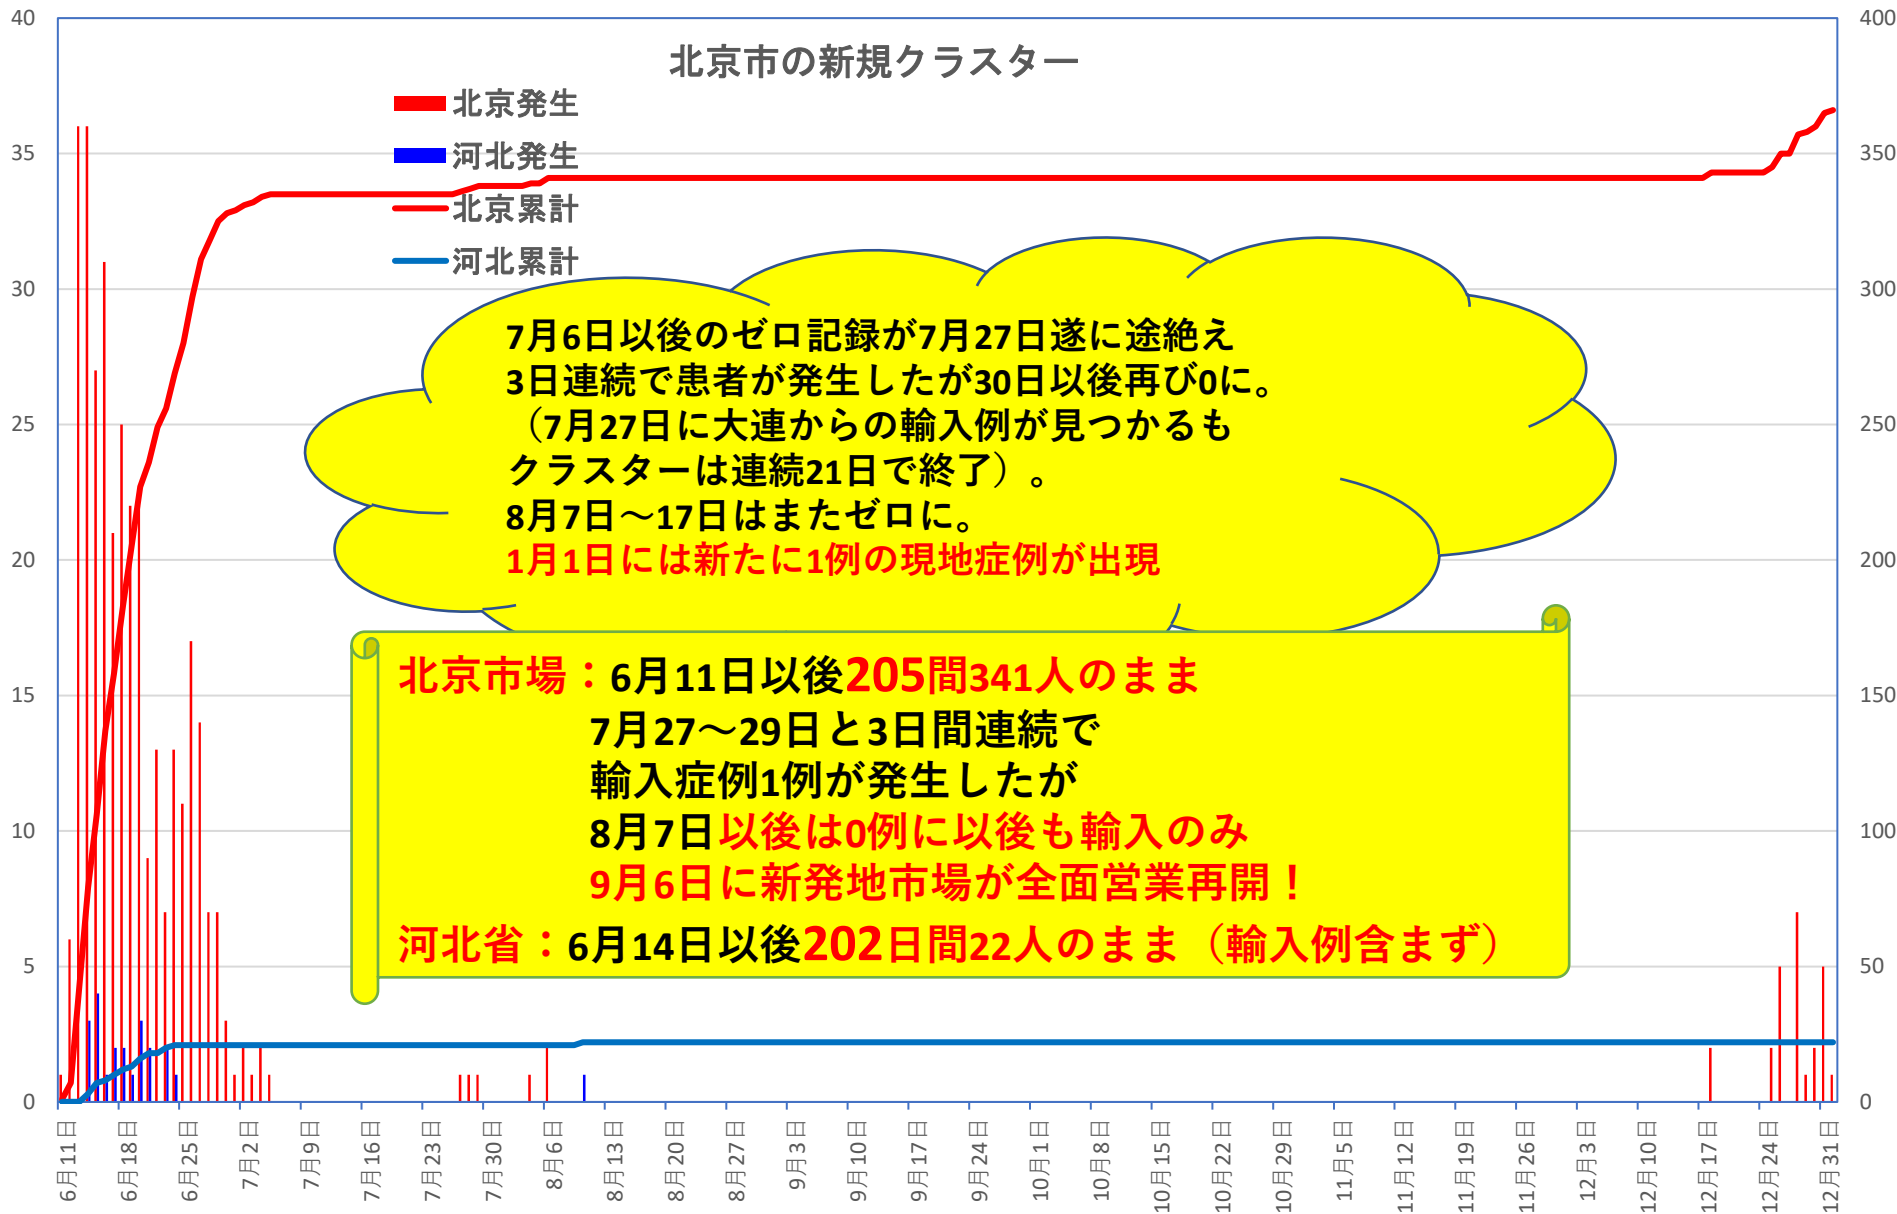 北京市の新規クラスター
北京発生
河北発生
北京累計
河北累計
40
35
30
25
20
15
10
5
0
400
350
300
250
200
150
100
50
0
7月6日以後のゼロ記録が7月27日遂に途絶え
3日連続で患者が発生したが30日以後再び0に。
（7月27日に大連からの輸入例が見つかるも
クラスターは連続21日で終了）。
8月7日～17日はまたゼロに。
1月1日には新たに1例の現地症例が出現
北京市場：6月11日以後205間341人のまま
7月27～29日と3日間連続で
輸入症例1例が発生したが
8月7日以後は0例に以後も輸入のみ
9月6日に新発地市場が全面営業再開！
河北省：6月14日以後202日間22人のまま（輸入例含まず）
6月11日
6月18日
6月25日
7月2日
7月9日
7月16日
7月23日
7月30日
8月6日
8月13日
8月20日
8月27日
9月3日
9月10日
9月17日
9月24日
10月1日
10月8日
10月15日
10月22日
10月29日
11月5日
11月12日
11月19日
11月26日
12月3日
12月10日
12月17日
12月24日
12月31日